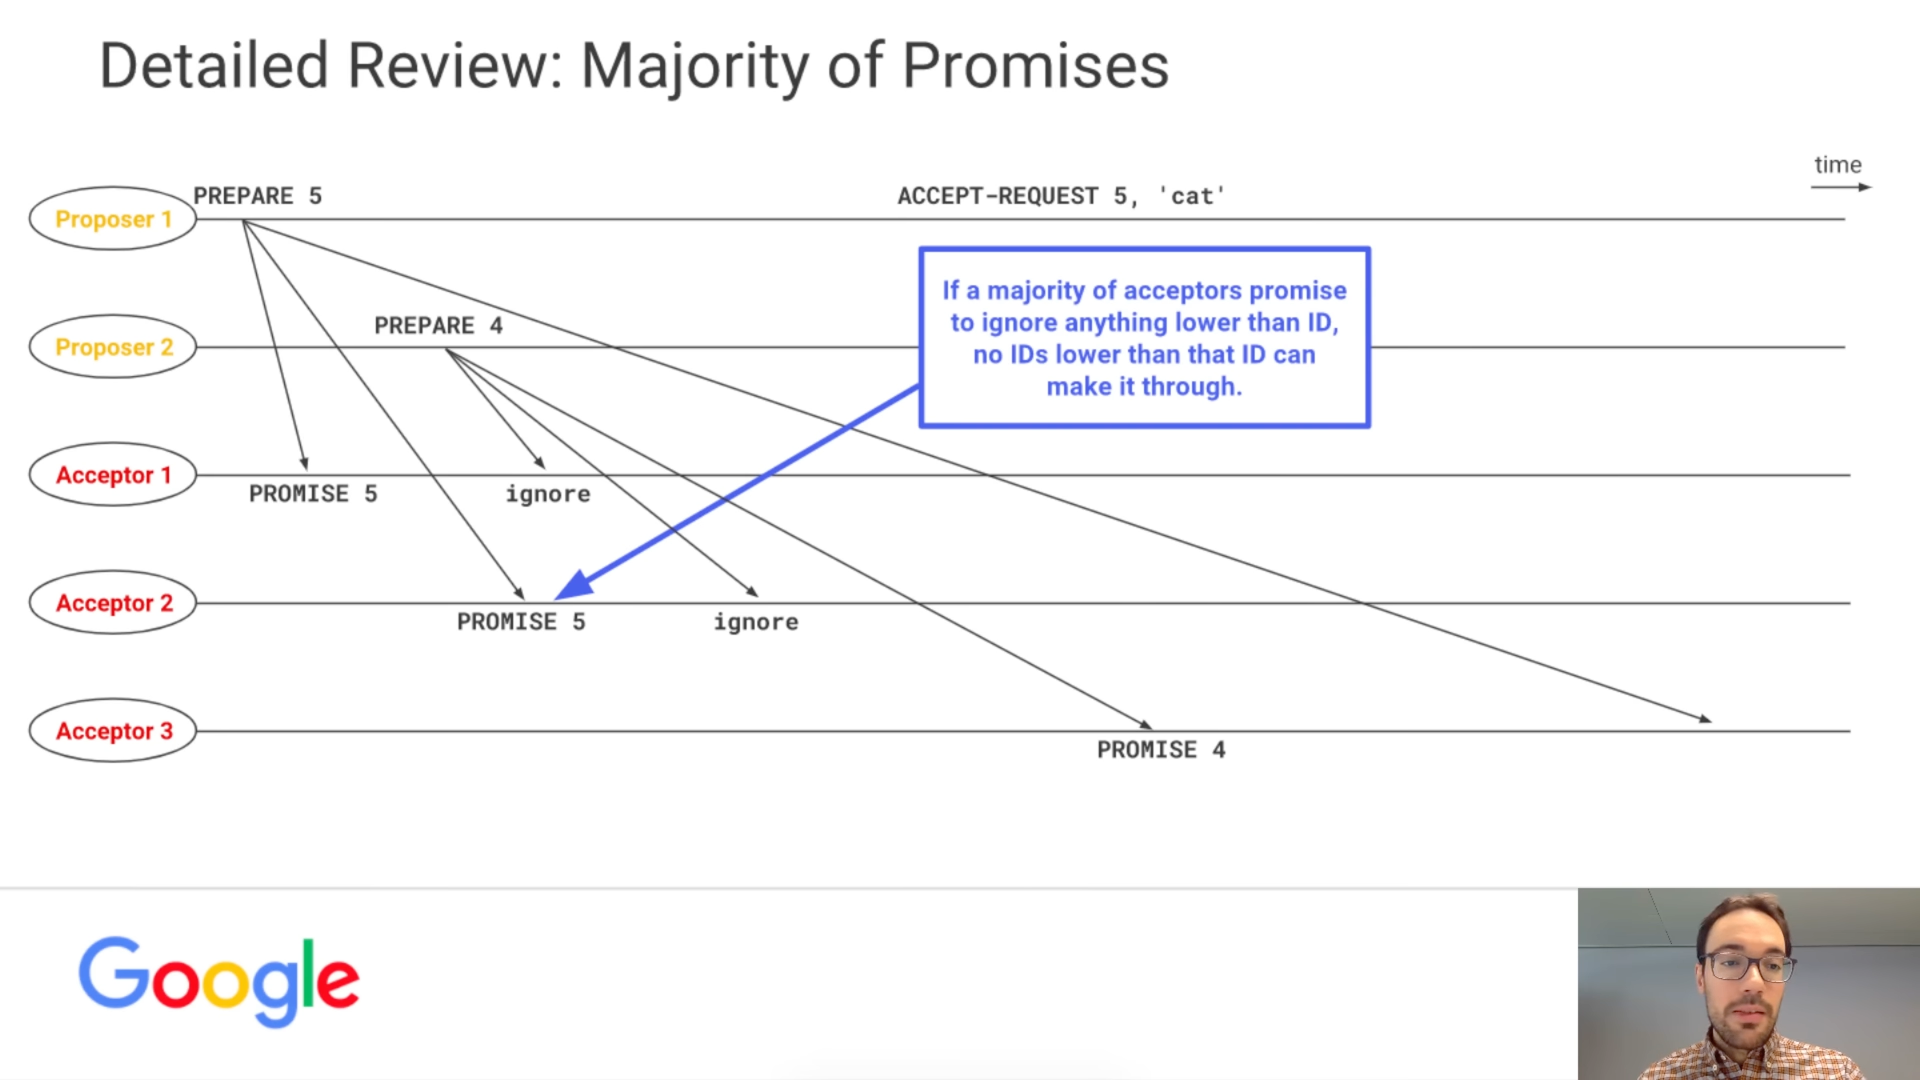 Detailed Review: Majority of Promises
time
PREPARE 5
ACCEPT-REQUEST 5, 'cat'
Proposer 1
If a majority of acceptors promise
to ignore anything lower than ID,
no IDs lower than that ID can
make it through.
PREPARE 4
Proposer 2
Acceptor 1
PROMISE 5
ignore
Acceptor 2
PROMISE 5
ignore
Acceptor 3
PROMISE 4
Google